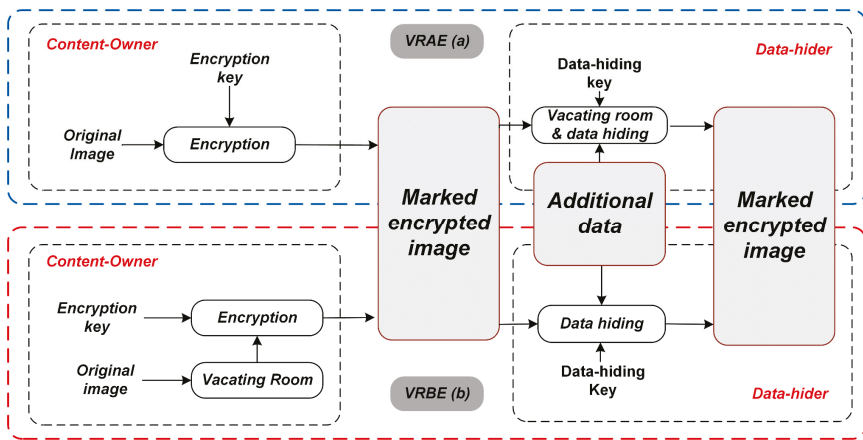 Content-Owner
VRAE (a)
Data-hider
Encryption
key
Data-hiding
key
Original
Image
Encryption
Vacating room
& data hiding
Marked
encrypted
image
Additional
data
Marked
encrypted
image
Content-Owner
Encryption
key
Encryption
Data hiding
Original
image
Vacating Room
Data-hiding
Key
VRBE (b)
Data-hider